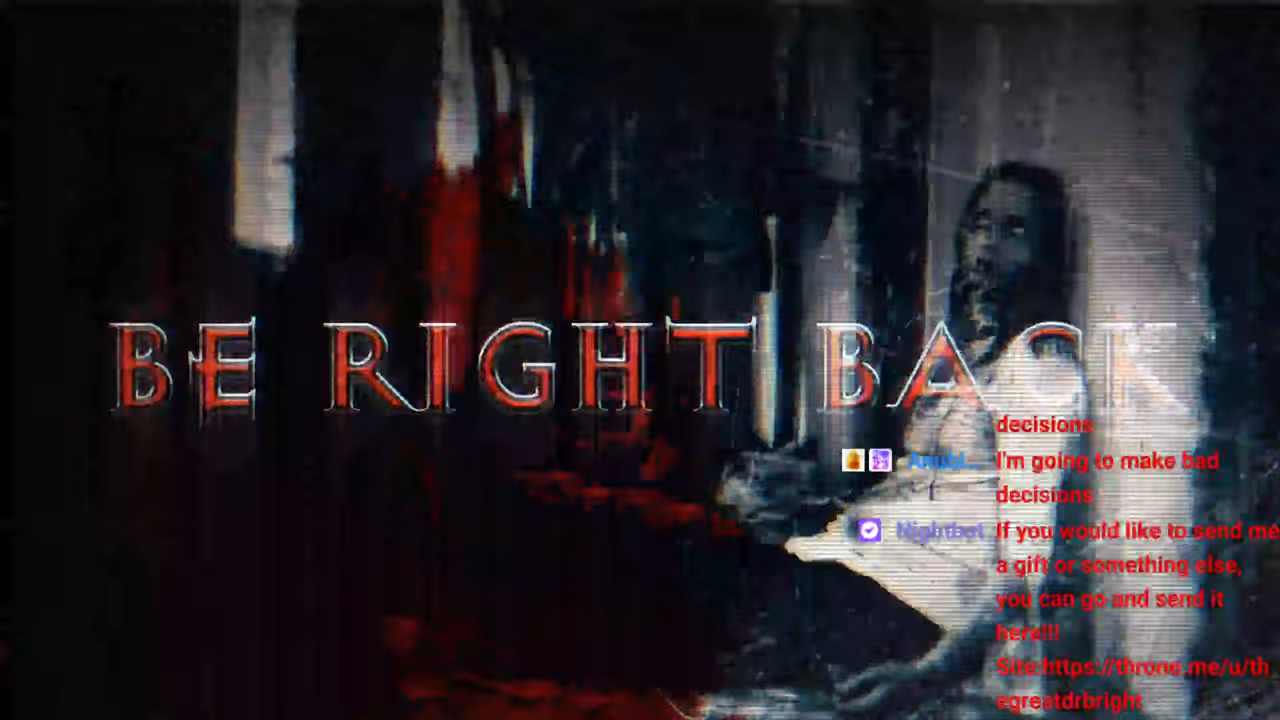 BE RIGHT BACK
decisions
Anubi... I'm going to make bad
decisions
Nightbot If you would like to send me
a gift or something else,
you can go and send it
here!!!
Site:https://throne.me/u/th
egreatdrbright